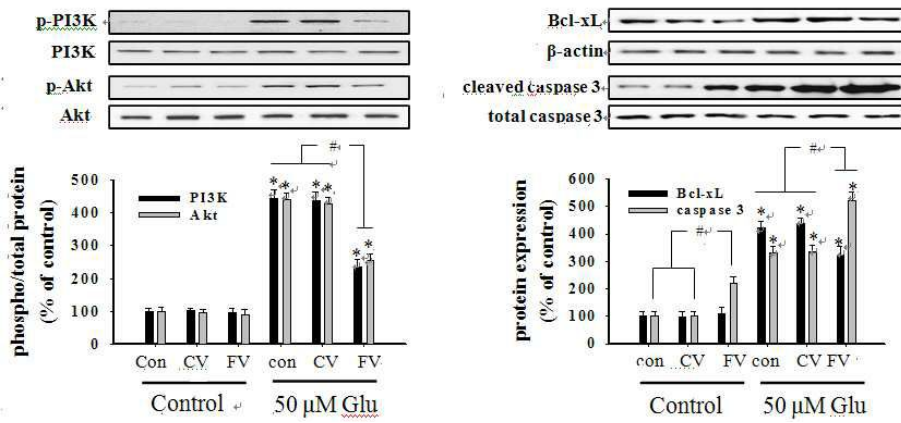 p-PI3K
PI3K
p-Akt
Akt
#
500
400
300
200
100
0
phospho/total protein
(% of control)
PI3K
Akt
* * * *
* *
Con CV FV con CV FV
Control 50 μM Glu
Bcl-xL
β-actin
cleaved caspase 3
total caspase 3
#
600
500
400
300
200
100
0
protein expression
(% of control)
Bcl-xL
caspase 3
#
* * * * * *
Con CV FV con CV FV
Control 50 μM Glu